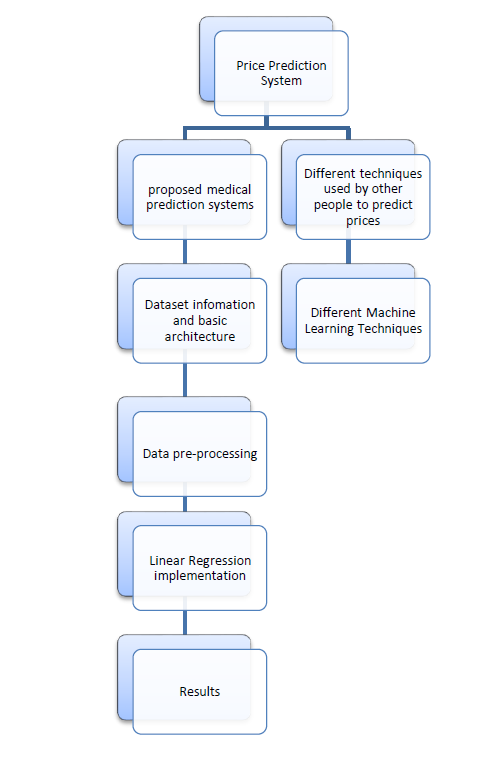 Price Prediction
System
proposed medical
prediction systems
Different techniques
used by other
people to predict
prices
Dataset infomation
and basic
architecture
Different Machine
Learning Techniques
Data pre-processing
Linear Regression
implementation
Results